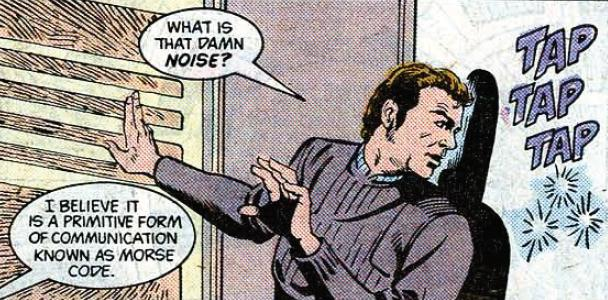 WHAT IS
THAT DAMN
NOISE?
TAP
TAP
TAP
I BELIEVE IT
IS A PRIMITIVE FORM
OF COMMUNICATION
KNOWN AS MORSE
CODE.